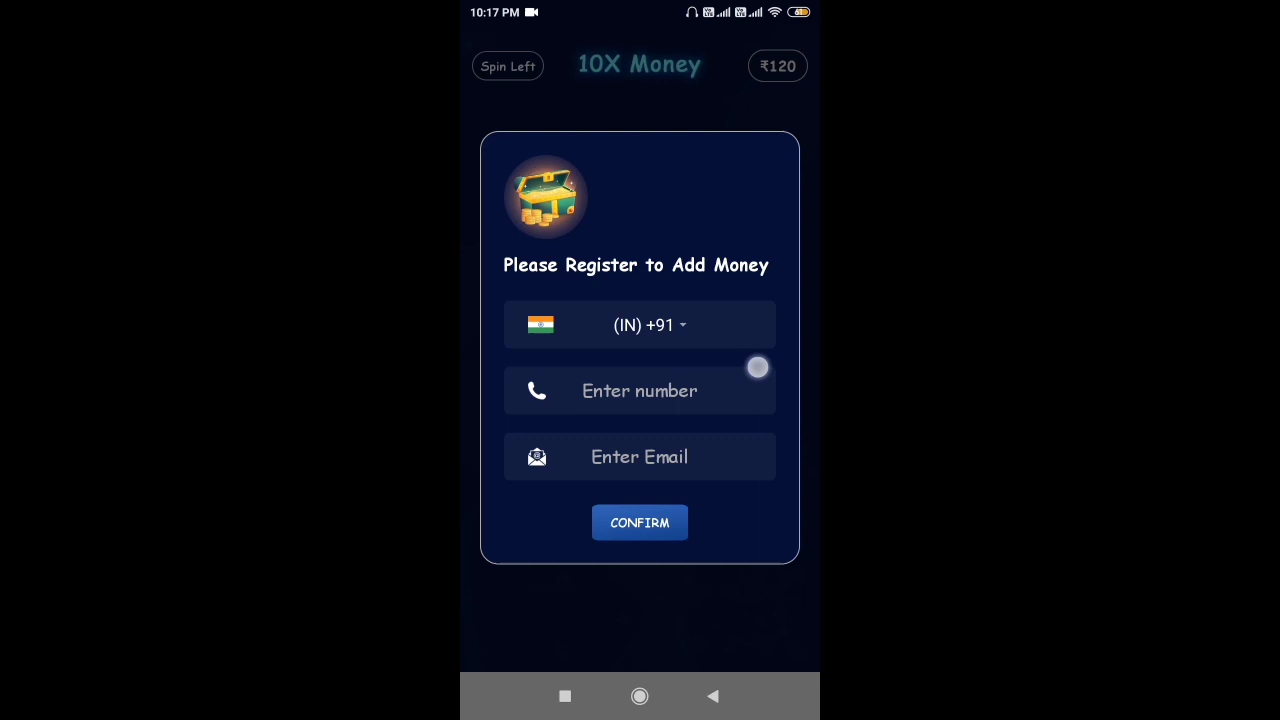 10:17 PM
61
Spin Left
10X Money
₹120
Please Register to Add Money
(IN) +91
Enter number
Enter Email
CONFIRM